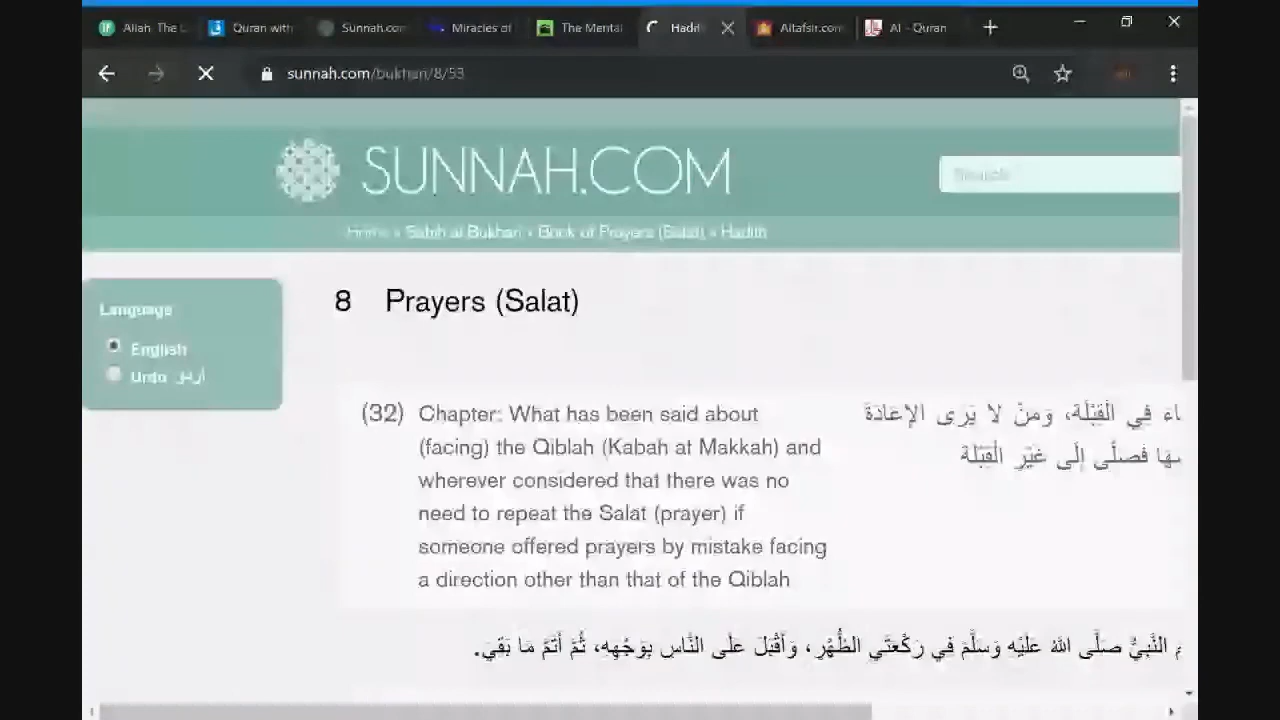 Allah The L
Quran with
Sunnah.com
Miracles of
The Mental
Hadit
Altafsir.com
Al - Quran
sunnah.com/bukhari/8/53
SUNNAH.COM
Search
Home » Sahih al-Bukhari » Book of Prayers (Salat) » Hadith
Language
English
Urdu اردو
8 Prayers (Salat)
(32) Chapter: What has been said about
(facing) the Qiblah (Kabah at Makkah) and
wherever considered that there was no
need to repeat the Salat (prayer) if
someone offered prayers by mistake facing
a direction other than that of the Qiblah
اءَ فِي الْقِبْلَةِ، وَمَنْ لاَ يَرَى الإِعَادَةَ
هَا فَصَلَّى إِلَى غَيْرِ الْقِبْلَةِ
النَّبِيُّ صَلَّى اللهُ عَلَيْهِ وَسَلَّمَ فِي رَكْعَتَيِ الظُّهْرِ، وَأَقْبَلَ عَلَى النَّاسِ بِوَجْهِهِ، ثُمَّ أَتَمَّ مَا بَقِيَ.